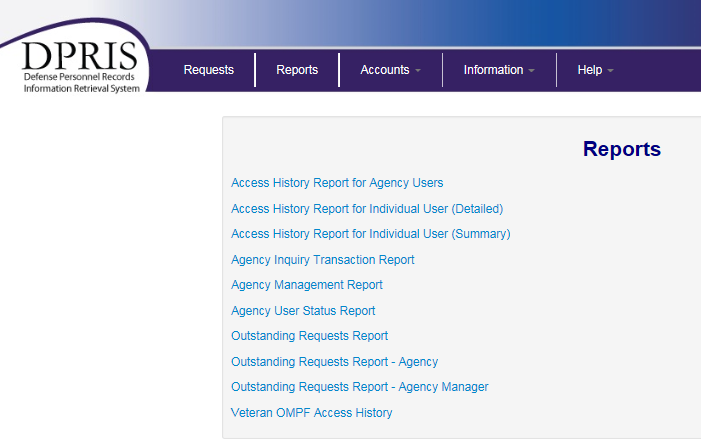 DPRIS
Defense Personnel Records
Information Retrieval System
Requests
Reports
Accounts
Information
Help
Reports
Access History Report for Agency Users
Access History Report for Individual User (Detailed)
Access History Report for Individual User (Summary)
Agency Inquiry Transaction Report
Agency Management Report
Agency User Status Report
Outstanding Requests Report
Outstanding Requests Report - Agency
Outstanding Requests Report - Agency Manager
Veteran OMPF Access History